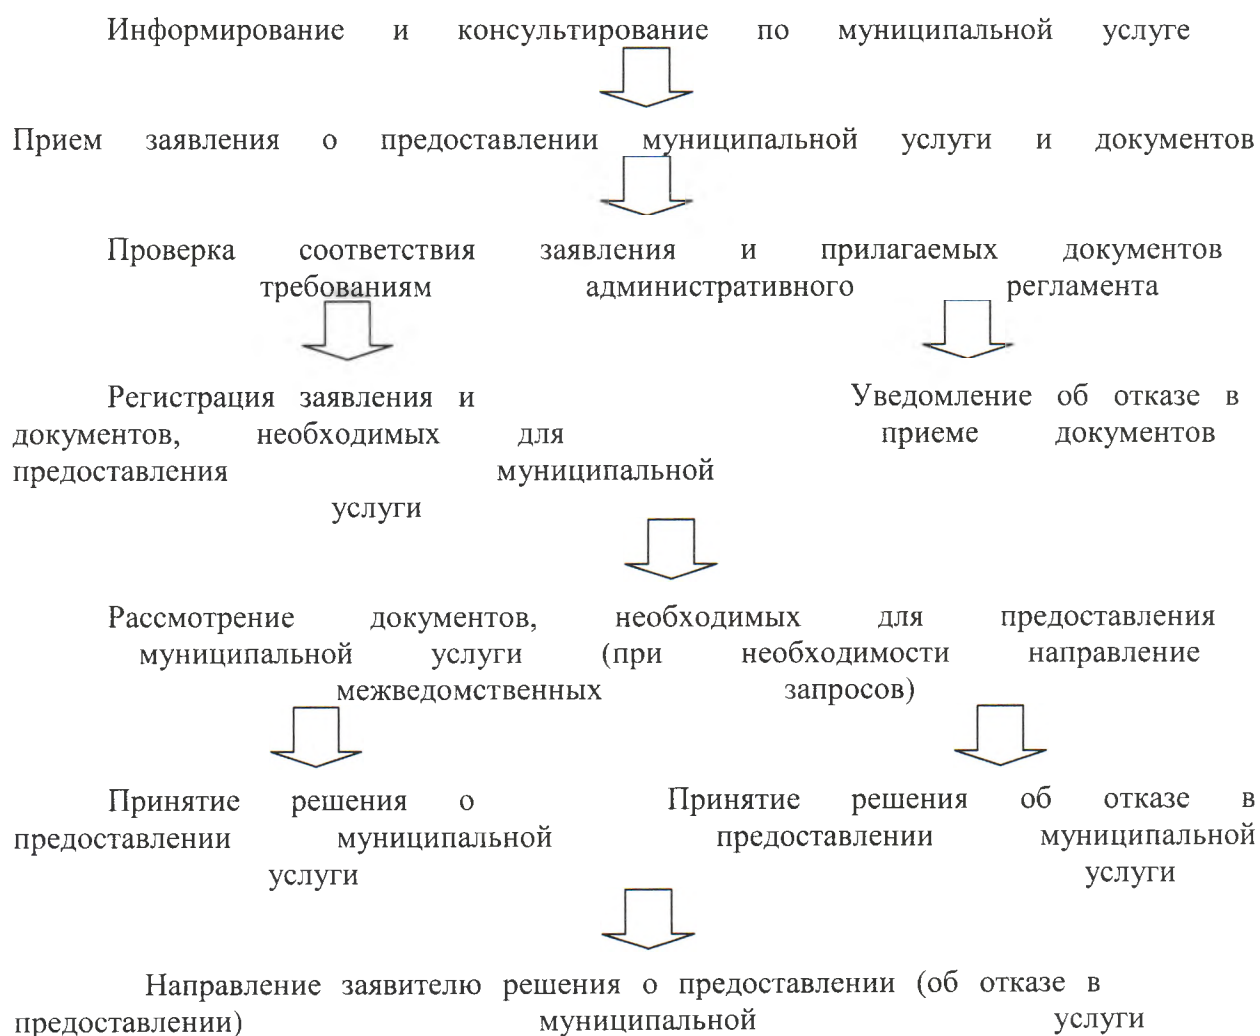 Информирование и консультирование по муниципальной услуге
Прием заявления о предоставлении муниципальной услуги и документов
Проверка соответствия заявления и прилагаемых документов
требованиям административного регламента
Регистрация заявления и
документов, необходимых для
предоставления муниципальной
услуги
Уведомление об отказе в
приеме документов
Рассмотрение документов, необходимых для предоставления
муниципальной услуги (при необходимости направление
межведомственных запросов)
Принятие решения о
предоставлении муниципальной
услуги
Принятие решения об отказе в
предоставлении муниципальной
услуги
Направление заявителю решения о предоставлении (об отказе в
предоставлении) муниципальной услуги